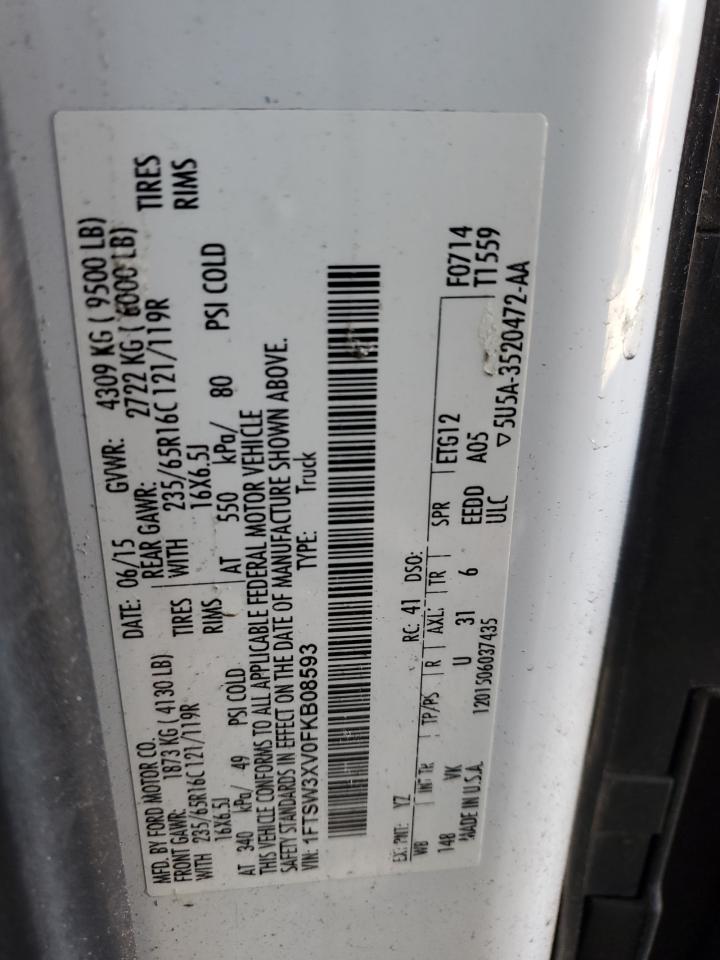 MFD. BY FORD MOTOR CO. DATE: 06/15 GVWR: 4309 KG ( 9500 LB)
FRONT GAWR: 1873 KG ( 4130 LB) REAR GAWR: 2722 KG ( 6000 LB)
WITH 235/65R16C 121/119R TIRES WITH 235/65R16C 121/119R TIRES
16X6.5J RIMS 16X6.5J RIMS
AT 340 kPa/ 49 PSI COLD AT 550 kPa/ 80 PSI COLD
THIS VEHICLE CONFORMS TO ALL APPLICABLE FEDERAL MOTOR VEHICLE
SAFETY STANDARDS IN EFFECT ON THE DATE OF MANUFACTURE SHOWN ABOVE.
VIN: 1FTSW3XV0FKB08593 TYPE: Truck
EXT PNT: YZ RC: 41 DSO: F0714
WB INT TR TP/PS R AXL TR SPR ETG12 T1559
148 VK U 31 6 EEDD A05
MADE IN U.S.A. 1201506037435 ULC ▽5U5A-3520472-AA